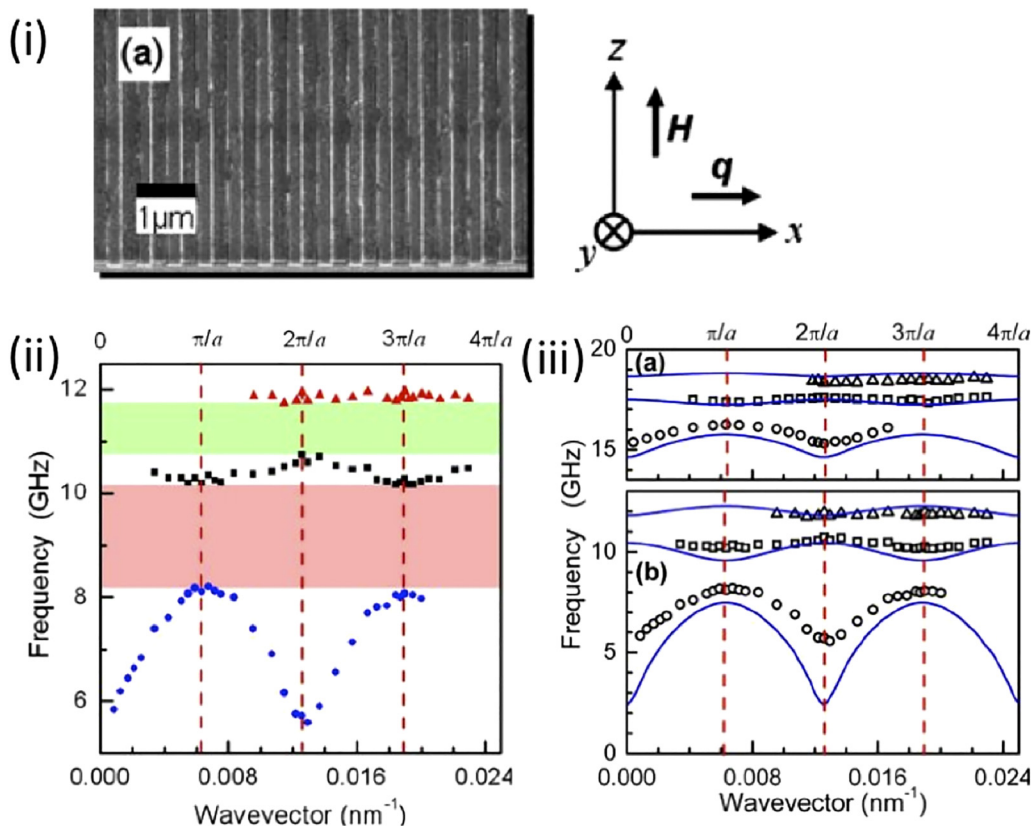 (i)
(a)
1μm
z
H
q
y
x
(ii)
0
π/a
2π/a
3π/a
4π/a
12
10
8
6
Frequency (GHz)
0.000
0.008
0.016
0.024
Wavevector (nm⁻¹)
(iii)
0
π/a
2π/a
3π/a
4π/a
20
(a)
15
10
(b)
5
0
Frequency (GHz)
0.000
0.008
0.016
0.024
Wavevector (nm⁻¹)